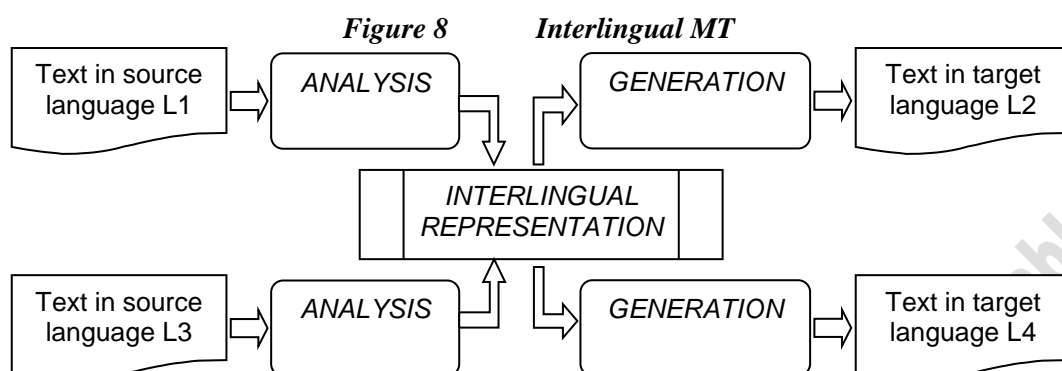 Figure 8 Interlingual MT
Text in source
language L1
ANALYSIS
GENERATION
Text in target
language L2
INTERLINGUAL
REPRESENTATION
Text in source
language L3
ANALYSIS
GENERATION
Text in target
language L4